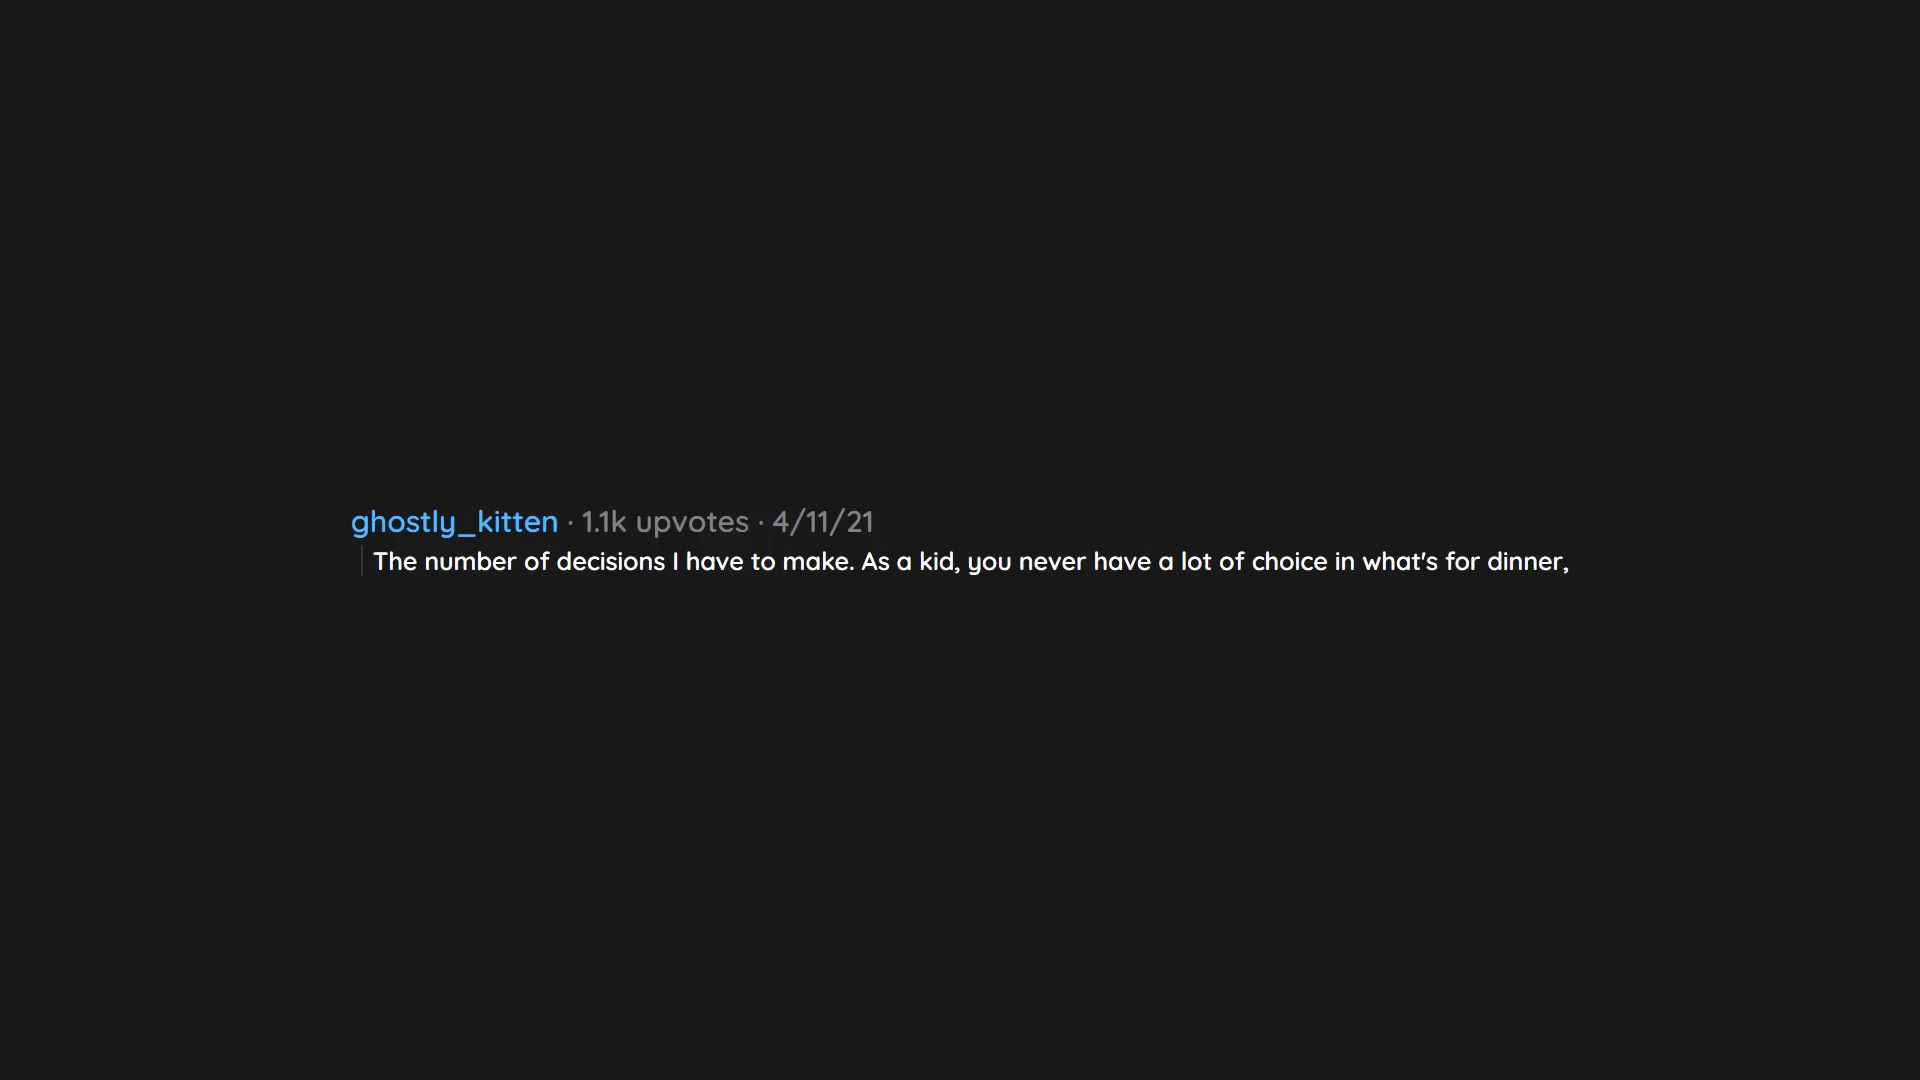 ghostly_kitten · 1.1k upvotes · 4/11/21
The number of decisions I have to make. As a kid, you never have a lot of choice in what's for dinner,